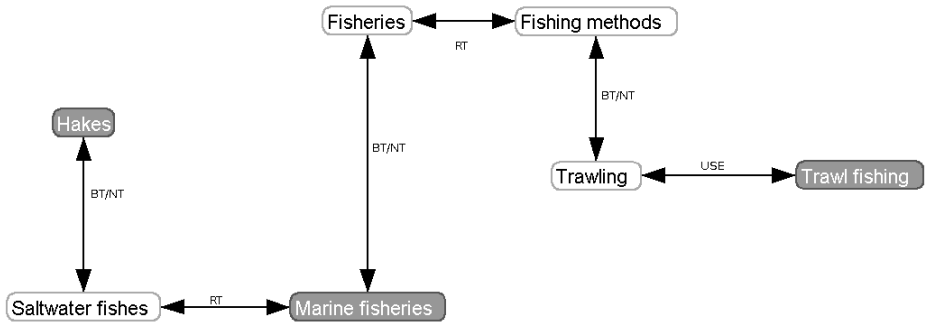 Fisheries
Fishing methods
RT
BT/NT
Hakes
BT/NT
Trawling
USE
Trawl fishing
BT/NT
Saltwater fishes
RT
Marine fisheries